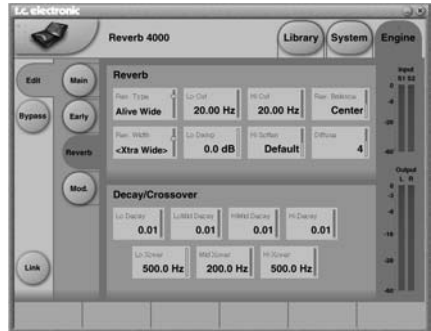 t.c. electronic
Reverb 4000
Library
System
Engine
Edit
Bypass
Link
Main
Early
Reverb
Mod.
Reverb
Rev. Type
Alive Wide
Lo Cut
20.00 Hz
Hi Cut
20.00 Hz
Rev. Balance
Center
Rev. Width
<Xtra Wide>
Lo Damp
0.0 dB
Hi Soften
Default
Diffuse
4
Decay/Crossover
Lo Decay
0.01
LoMid Decay
0.01
HiMid Decay
0.01
Hi Decay
0.01
Lo Xover
500.0 Hz
Mid Xover
200.0 Hz
Hi Xover
500.0 Hz
Input
S1 S2
Output
L R